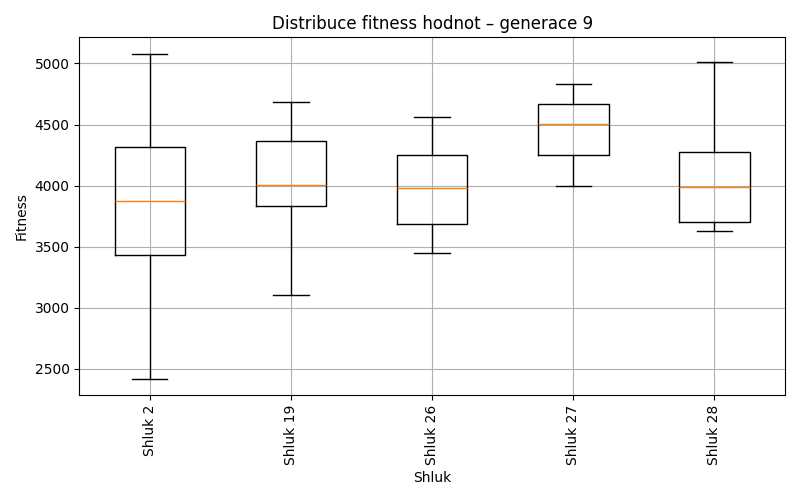 Distribuce fitness hodnot – generace 9
Fitness
5000
4500
4000
3500
3000
2500
Shluk 2
Shluk 19
Shluk 26
Shluk 27
Shluk 28
Shluk